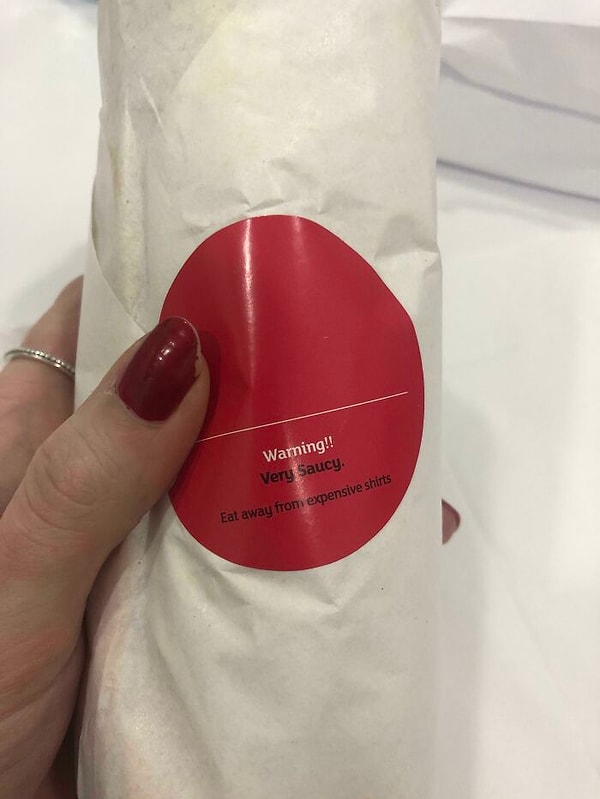 Warning!!
Very Saucy.
Eat away from expensive shirts